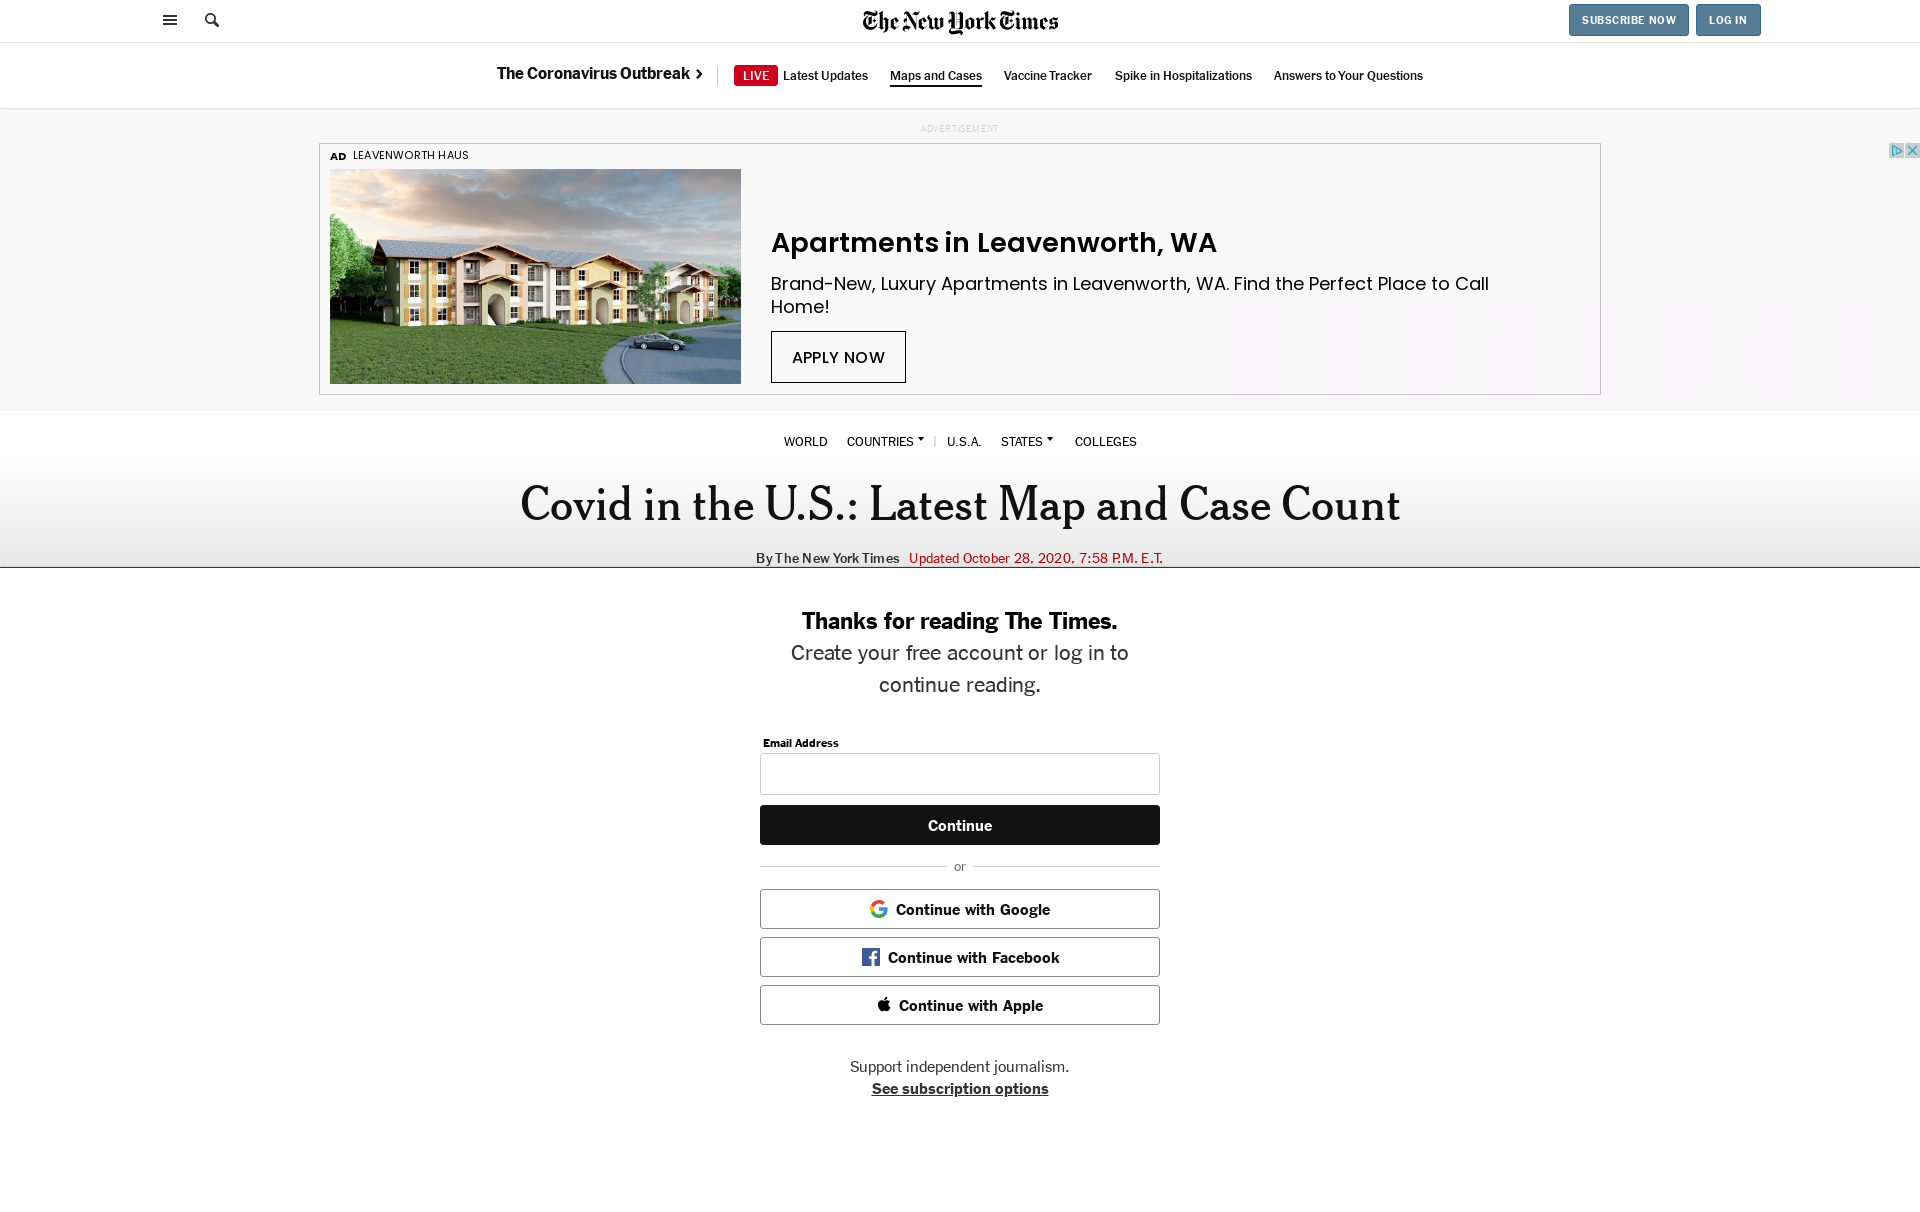 The New York Times
SUBSCRIBE NOW
LOG IN
The Coronavirus Outbreak
LIVE Latest Updates
Maps and Cases
Vaccine Tracker
Spike in Hospitalizations
Answers to Your Questions
ADVERTISEMENT
AD LEAVENWORTH HAUS
Apartments in Leavenworth, WA
Brand-New, Luxury Apartments in Leavenworth, WA. Find the Perfect Place to Call
Home!
APPLY NOW
WORLD COUNTRIES | U.S.A. STATES COLLEGES
Covid in the U.S.: Latest Map and Case Count
By The New York Times Updated October 28, 2020, 7:58 P.M. E.T.
Thanks for reading The Times.
Create your free account or log in to
continue reading.
Email Address
Continue
or
Continue with Google
Continue with Facebook
Continue with Apple
Support independent journalism.
See subscription options